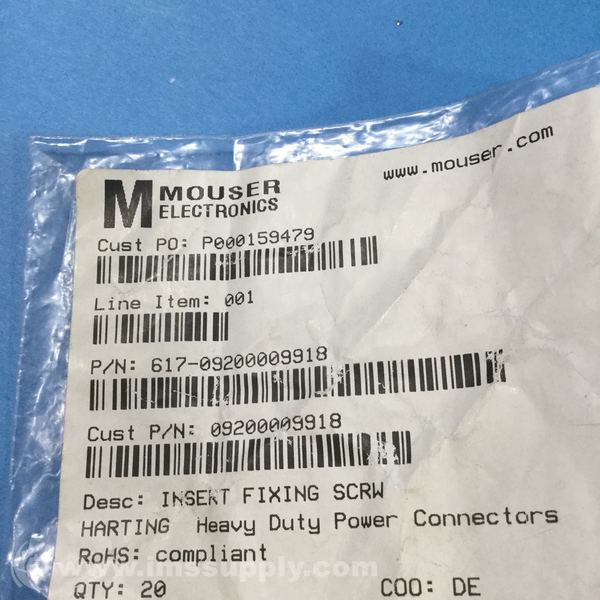 www.mouser.com
M MOUSER
ELECTRONICS
Cust PO: P000159479
Line Item: 001
P/N: 617-09200009918
Cust P/N: 09200009918
Desc: INSERT FIXING SCRW
HARTING Heavy Duty Power Connectors
RoHS: compliant
QTY: 20 COO: DE
www.imssupply.com